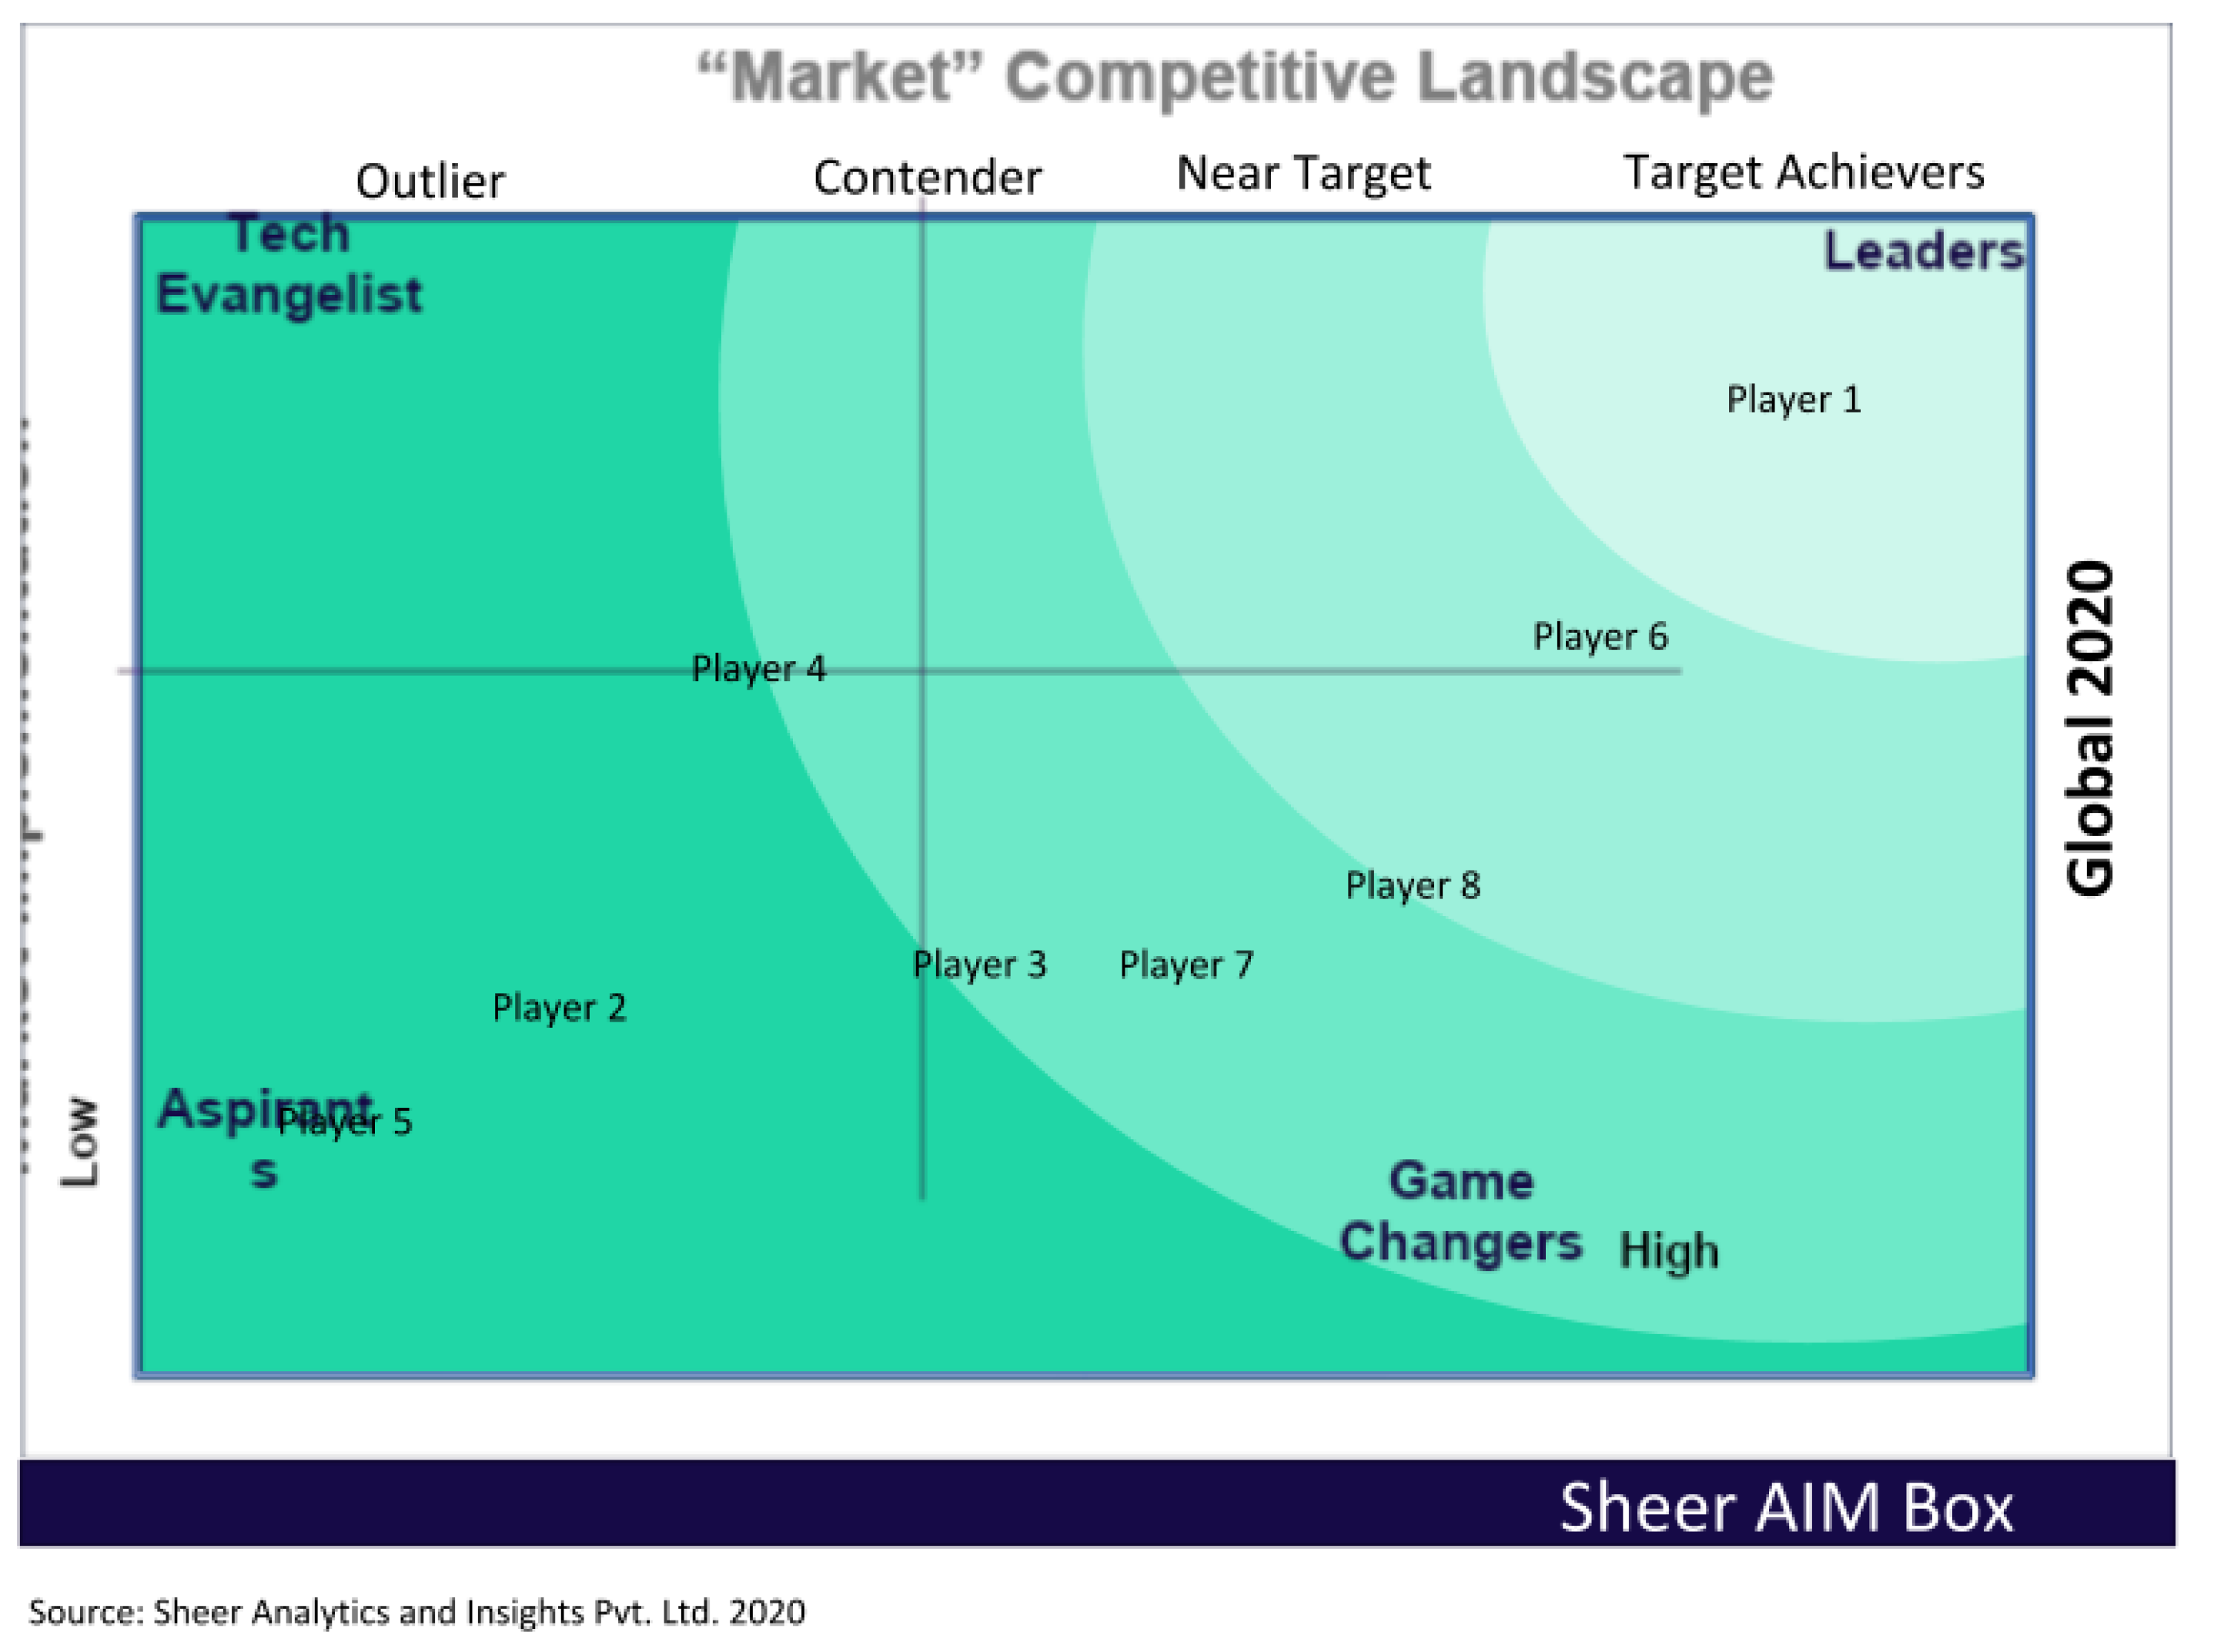 “Market” Competitive Landscape
Outlier
Contender
Near Target
Target Achievers
Tech
Evangelist
Leaders
Player 1
Player 6
Player 4
Global 2020
Player 8
Player 3
Player 7
Player 2
Aspirant
s
Player 5
Low
Game
Changers
High
Sheer AIM Box
Source: Sheer Analytics and Insights Pvt. Ltd. 2020